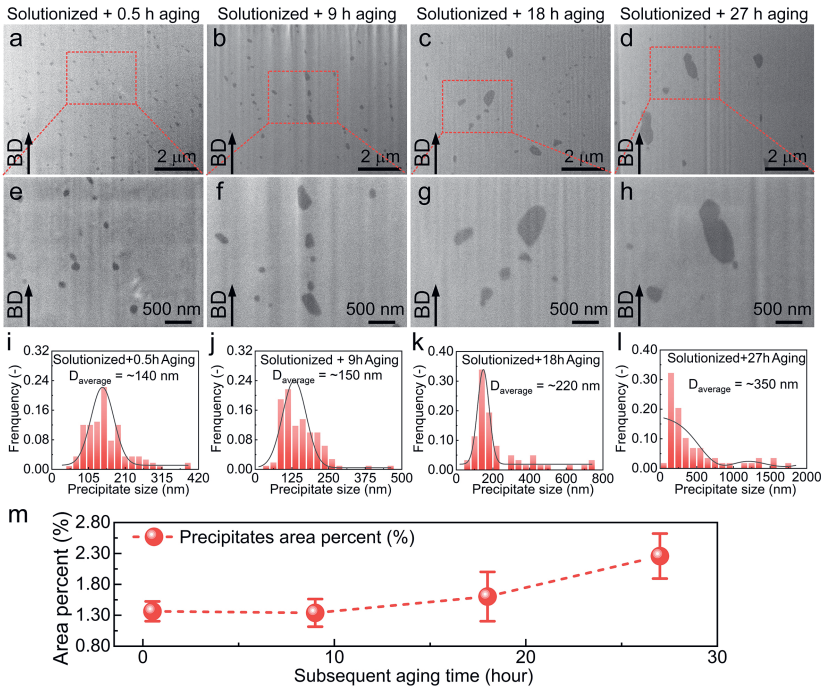 Solutionized + 0.5 h aging
Solutionized + 9 h aging
Solutionized + 18 h aging
Solutionized + 27 h aging
a
BD
2 μm
b
BD
2 μm
c
BD
2 μm
d
BD
2 μm
e
BD
500 nm
f
BD
500 nm
g
BD
500 nm
h
BD
500 nm
i
Solutionized+0.5h Aging
Daverage = ~140 nm
Frenquency (-)
0.32
0.24
0.16
0.08
0.00
105 210 315 420
Precipitate size (nm)
j
Solutionized + 9h Aging
Daverage = ~150 nm
Frenquency (-)
0.32
0.24
0.16
0.08
0.00
0 125 250 375 500
Precipitate size (nm)
k
Solutionized+18h Aging
Daverage = ~220 nm
Frenquency (-)
0.40
0.30
0.20
0.10
0.00
0 200 400 600 800
Precipitate size (nm)
l
Solutionized+27h Aging
Daverage = ~350 nm
Frenquency (-)
0.40
0.30
0.20
0.10
0.00
0 500 1000 1500 2000
Precipitate size (nm)
m
Precipitates area percent (%)
Area percent (%)
2.80
2.30
1.80
1.30
0.80
0 10 20 30
Subsequent aging time (hour)